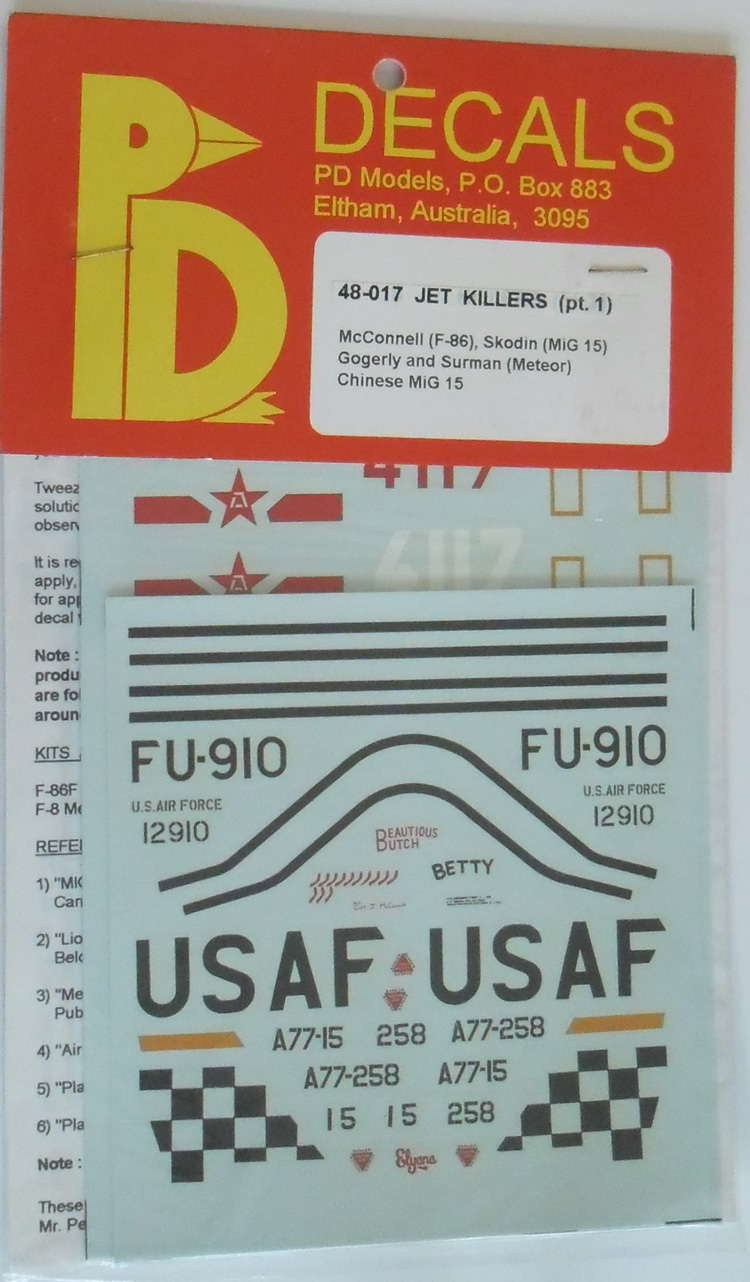 PD
DECALS
PD Models, P.O. Box 883
Eltham, Australia, 3095
48-017 JET KILLERS (pt. 1)
McConnell (F-86), Skodin (MiG 15)
Gogerly and Surman (Meteor)
Chinese MiG 15
Tweez
solutic
observ
It is re
apply,
for app
decal
Note :
produ
are fol
aroun
KITS
F-86F
F-8 Me
REFE
1) "MIG
Can
2) "Lio
Belo
3) "Me
Pub
4) "Air
5) "Pla
6) "Pla
Note :
These
Mr. Pe
4117
6117
FU-910 FU-910
U.S.AIR FORCE U.S.AIR FORCE
12910 12910
BEAUTIOUS
BUTCH
BETTY
USAF USAF
A77-15 258 A77-258
A77-258 A77-15
15 15 258
Elyana